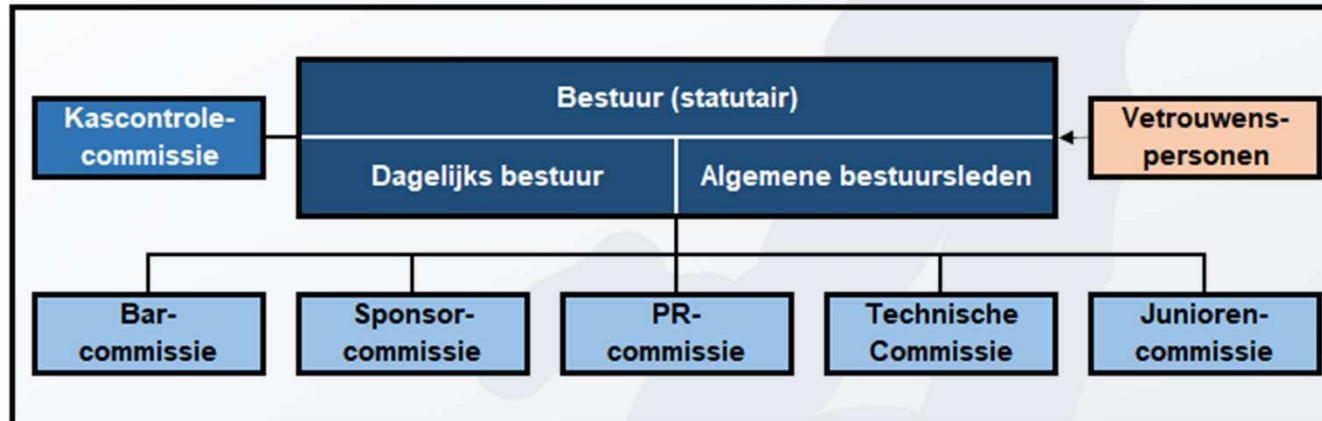 Bestuur (statutair)
Kascontrole-
commissie
Vetrouwens-
personen
Dagelijks bestuur
Algemene bestuursleden
Bar-
commissie
Sponsor-
commissie
PR-
commissie
Technische
Commissie
Junioren-
commissie